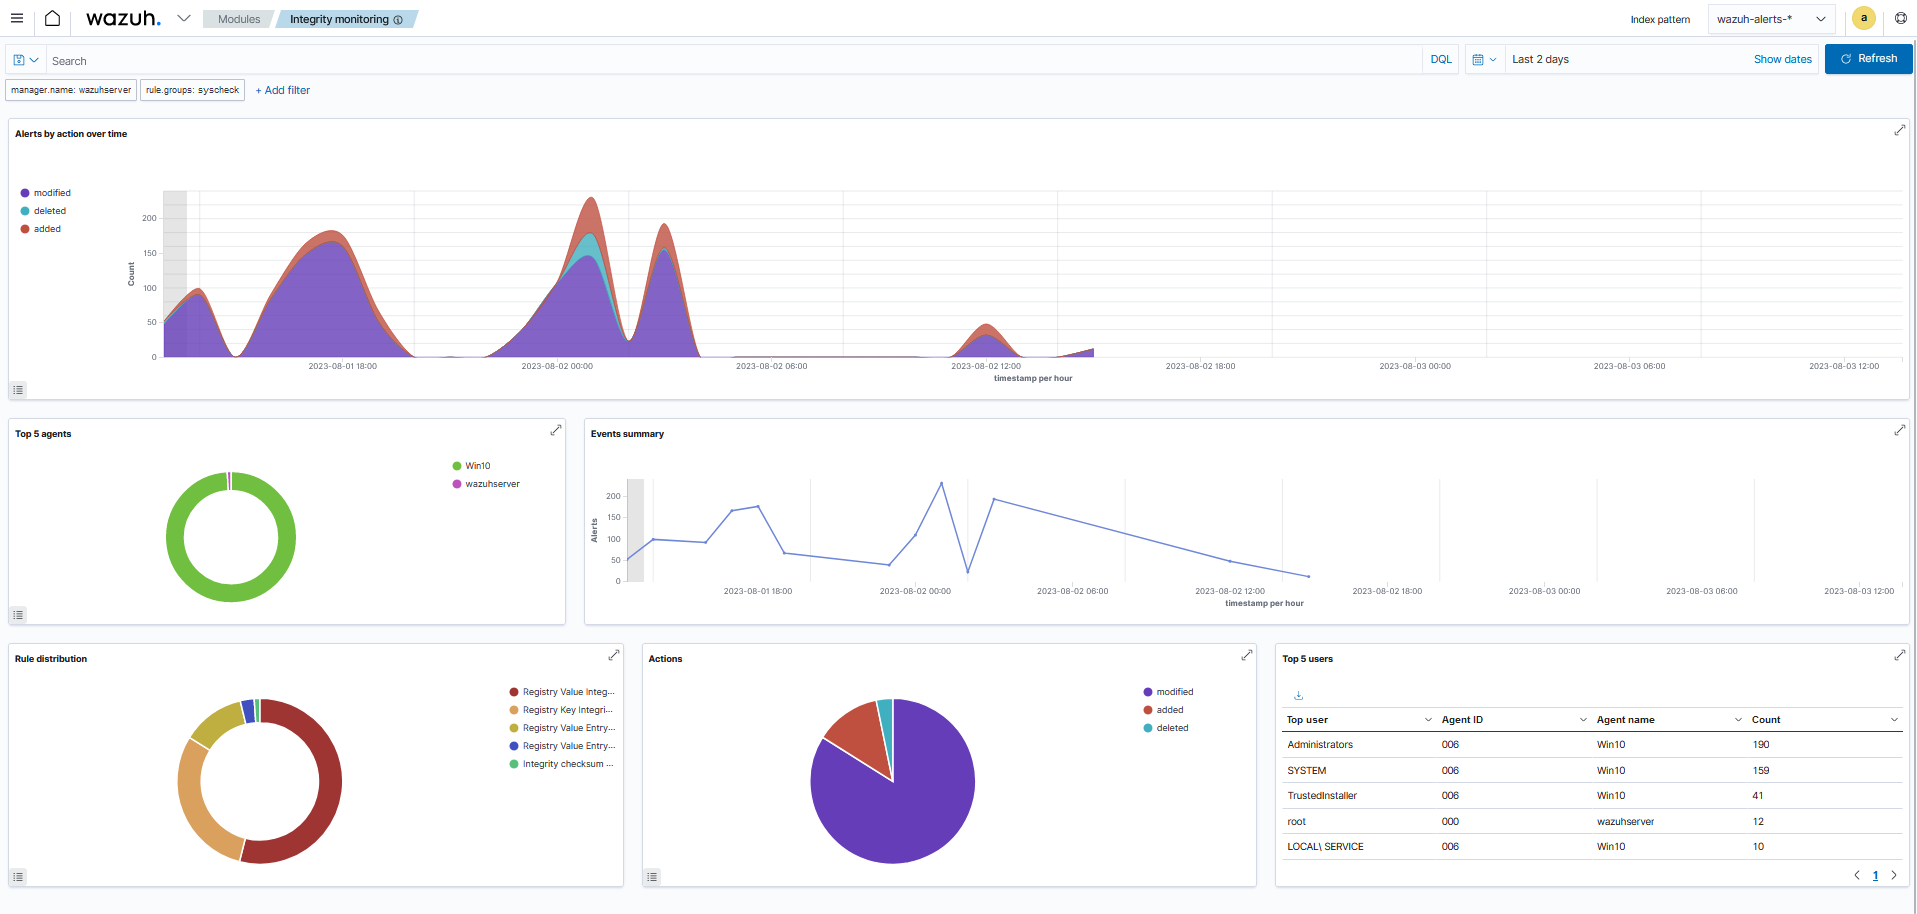 wazuh.
Modules
Integrity monitoring
Index pattern
wazuh-alerts-*
a
Search
DQL
Last 2 days
Show dates
Refresh
manager.name: wazuhserver
rule.groups: syscheck
+ Add filter
Alerts by action over time
modified
deleted
added
Count
200
150
100
50
0
2023-08-01 18:00
2023-08-02 00:00
2023-08-02 06:00
2023-08-02 12:00
2023-08-02 18:00
2023-08-03 00:00
2023-08-03 06:00
2023-08-03 12:00
timestamp per hour
Top 5 agents
Win10
wazuhserver
Events summary
Alerts
200
150
100
50
0
2023-08-01 18:00
2023-08-02 00:00
2023-08-02 06:00
2023-08-02 12:00
2023-08-02 18:00
2023-08-03 00:00
2023-08-03 06:00
2023-08-03 12:00
timestamp per hour
Rule distribution
Registry Value Integ...
Registry Key Integri...
Registry Value Entry...
Registry Value Entry...
Integrity checksum ...
Actions
modified
added
deleted
Top 5 users
Top user Agent ID Agent name Count
Administrators 006 Win10 190
SYSTEM 006 Win10 159
TrustedInstaller 006 Win10 41
root 000 wazuhserver 12
LOCAL\ SERVICE 006 Win10 10
1